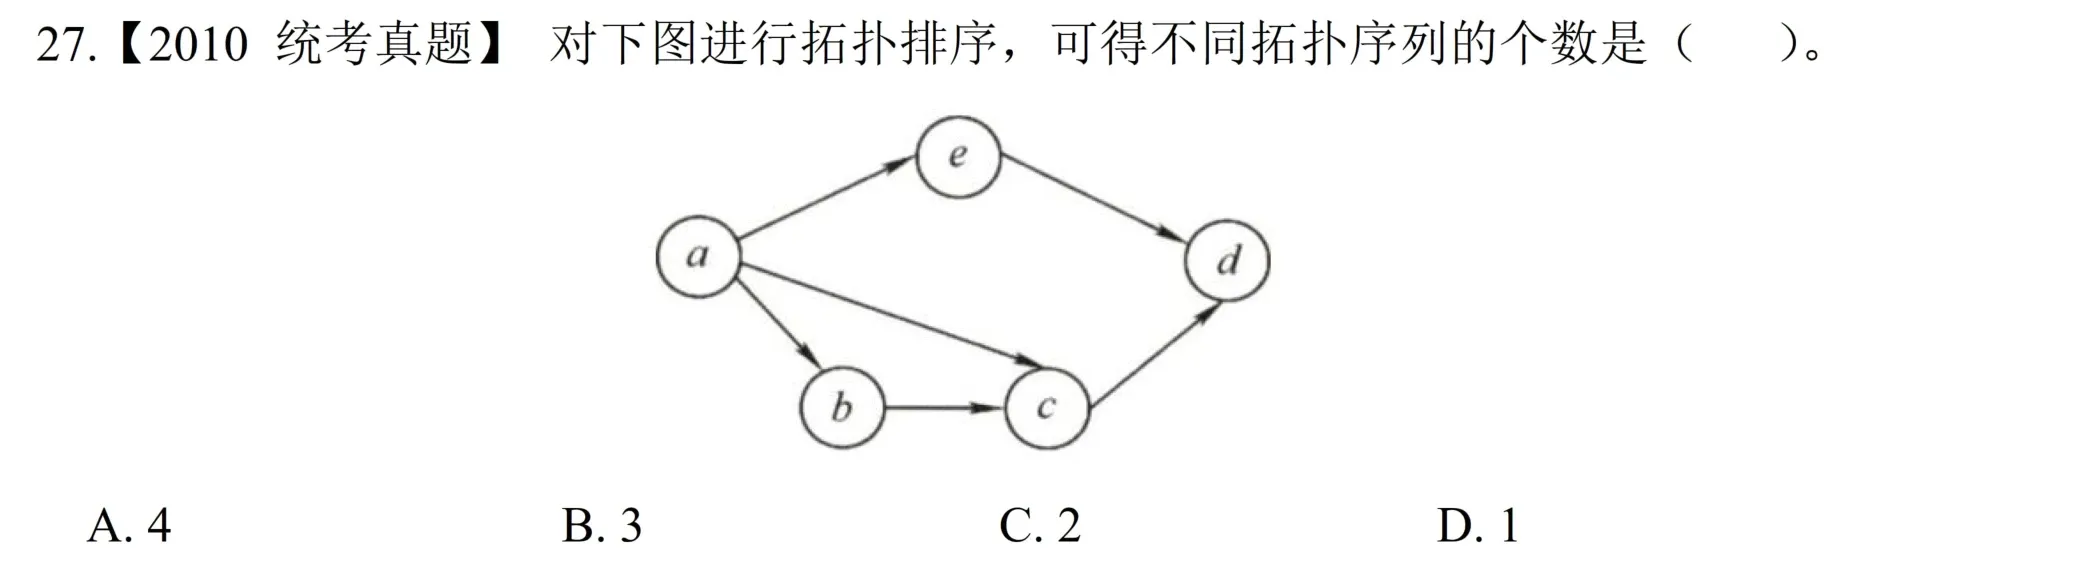 27.【2010 统考真题】 对下图进行拓扑排序，可得不同拓扑序列的个数是（ ）。
e
a
d
b
c
A. 4 B. 3 C. 2 D. 1